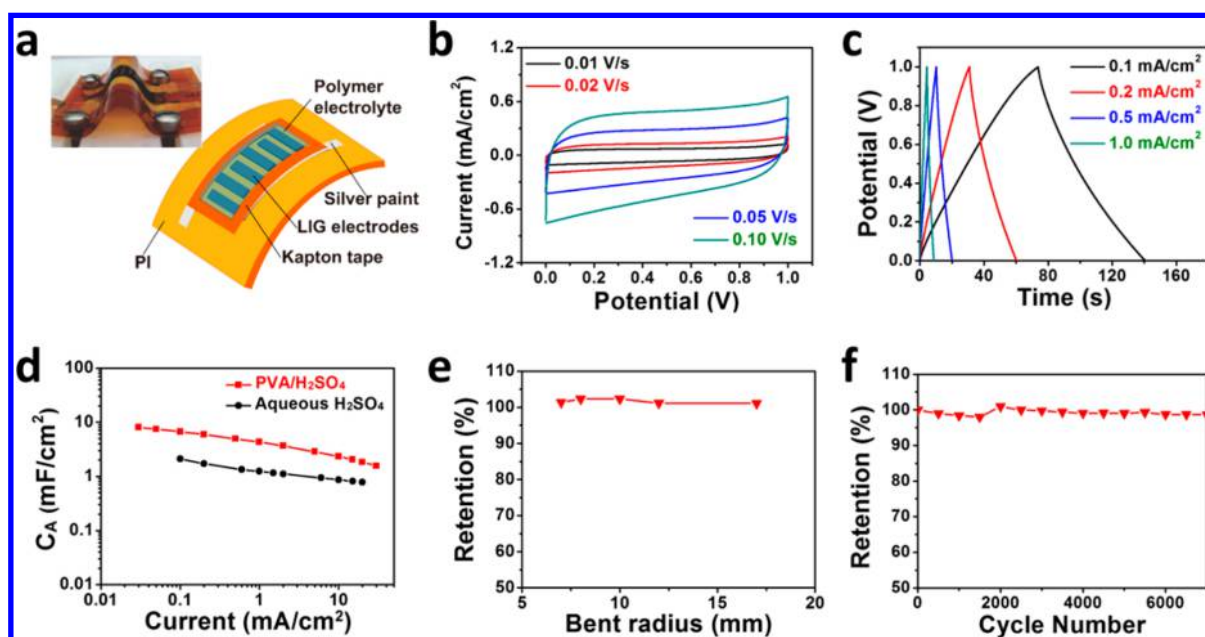 a
Polymer
electrolyte
Silver paint
LIG electrodes
Kapton tape
PI
b
0.01 V/s
0.02 V/s
0.05 V/s
0.10 V/s
Current (mA/cm²)
1.2
0.6
0.0
-0.6
-1.2
0.0 0.2 0.4 0.6 0.8 1.0
Potential (V)
c
0.1 mA/cm²
0.2 mA/cm²
0.5 mA/cm²
1.0 mA/cm²
Potential (V)
1.0
0.8
0.6
0.4
0.2
0.0
0 40 80 120 160
Time (s)
d
PVA/H₂SO₄
Aqueous H₂SO₄
C_A (mF/cm²)
100
10
1
0.1
0.01
0.01 0.1 1 10
Current (mA/cm²)
e
Retention (%)
110
100
90
80
70
60
50
5 10 15 20
Bent radius (mm)
f
Retention (%)
110
100
90
80
70
60
50
0 2000 4000 6000
Cycle Number